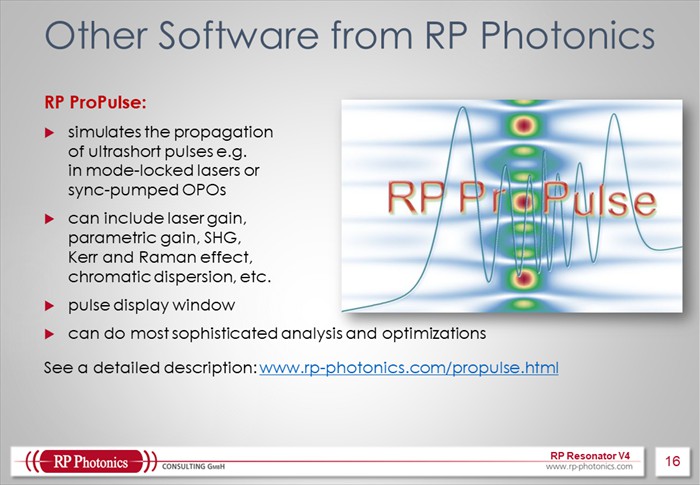 Other Software from RP Photonics
RP ProPulse:
simulates the propagation
of ultrashort pulses e.g.
in mode-locked lasers or
sync-pumped OPOs
can include laser gain,
parametric gain, SHG,
Kerr and Raman effect,
chromatic dispersion, etc.
pulse display window
can do most sophisticated analysis and optimizations
See a detailed description: www.rp-photonics.com/propulse.html
RP ProPulse
RP Photonics CONSULTING GmbH
RP Resonator V4
www.rp-photonics.com
16